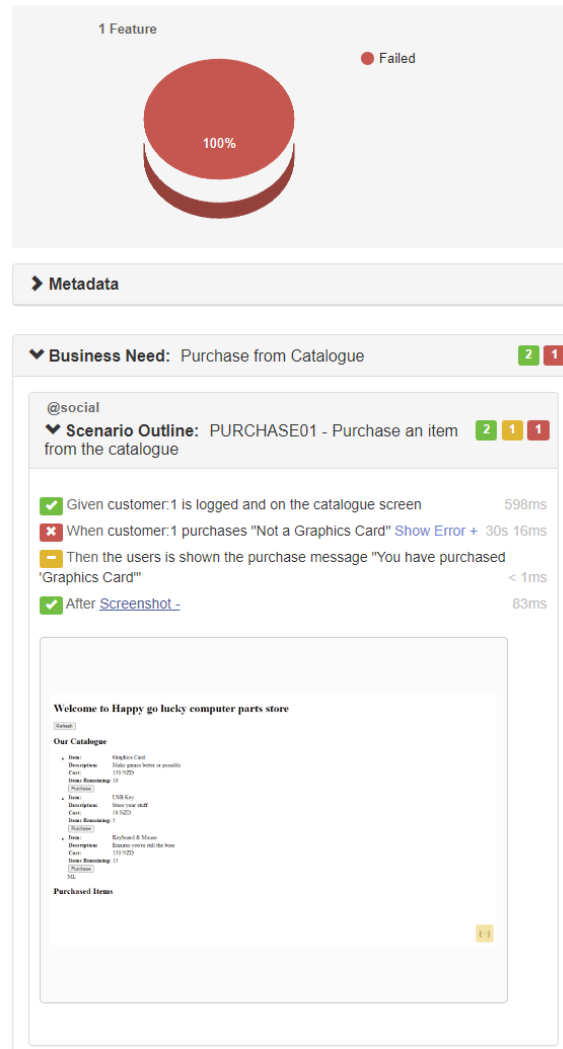 1 Feature
Failed
100%
Metadata
Business Need: Purchase from Catalogue 2 1
@social
Scenario Outline: PURCHASE01 - Purchase an item 2 1 1
from the catalogue
Given customer:1 is logged and on the catalogue screen 598ms
When customer:1 purchases "Not a Graphics Card" Show Error + 30s 16ms
Then the users is shown the purchase message "You have purchased
'Graphics Card'" < 1ms
After Screenshot - 83ms
Welcome to Happy go lucky computer parts store
Refresh
Our Catalogue
Item: Graphics Card
Description: Make games better or possible
Cost: 150 NZD
Items Remaining: 10
Purchase
Item: USB Key
Description: Store your stuff
Cost: NZD
Items Remaining: 5
Purchase
Item: Keyboard & Mouse
Description: Ensures you're still the boss
Cost: NZD
Items Remaining:
Purchase
Purchased Items